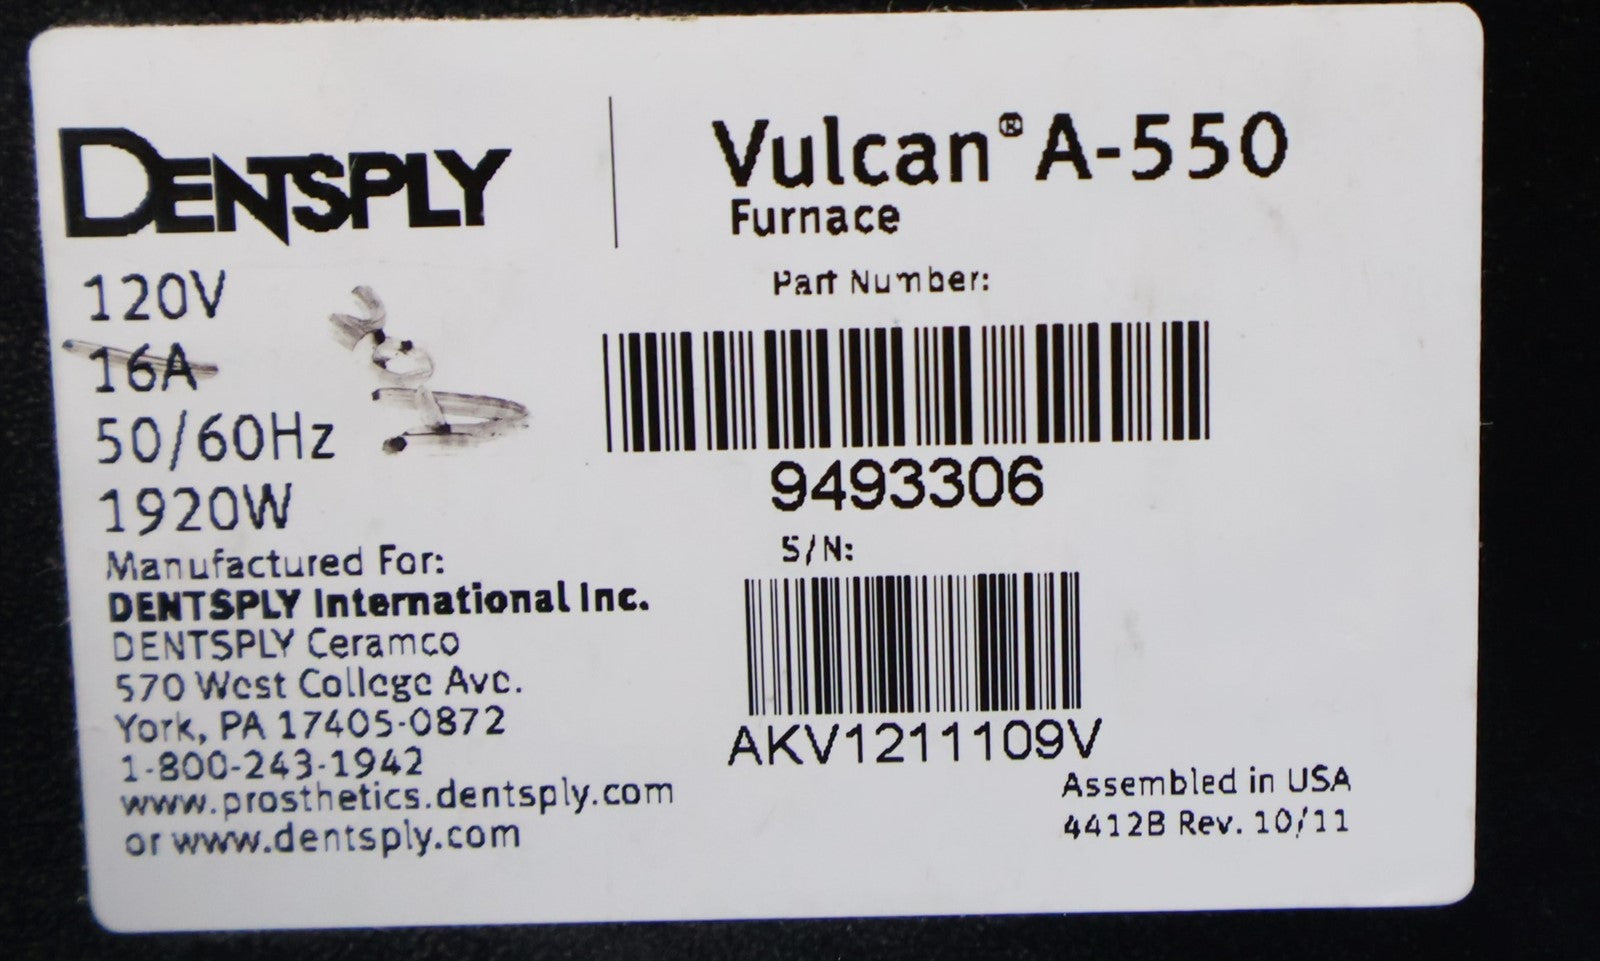 DENTSPLY
120V
16A
50/60Hz
1920W
Manufactured For:
DENTSPLY International Inc.
DENTSPLY Ceramco
570 West College Ave.
York, PA 17405-0872
1-800-243-1942
www.prosthetics.dentsply.com
or www.dentsply.com
Vulcan® A-550
Furnace
Part Number:
9493306
S/N:
AKV1211109V
Assembled in USA
4412B Rev. 10/11